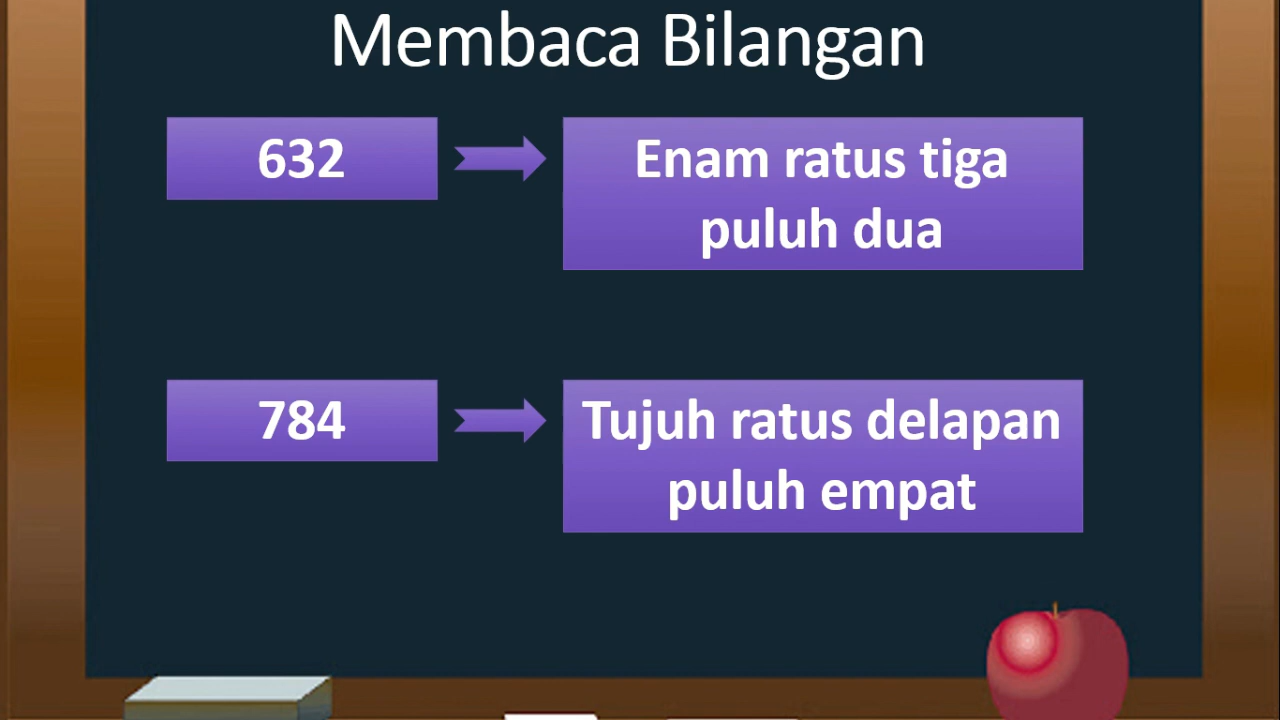 Membaca Bilangan
632
Enam ratus tiga
puluh dua
784
Tujuh ratus delapan
puluh empat